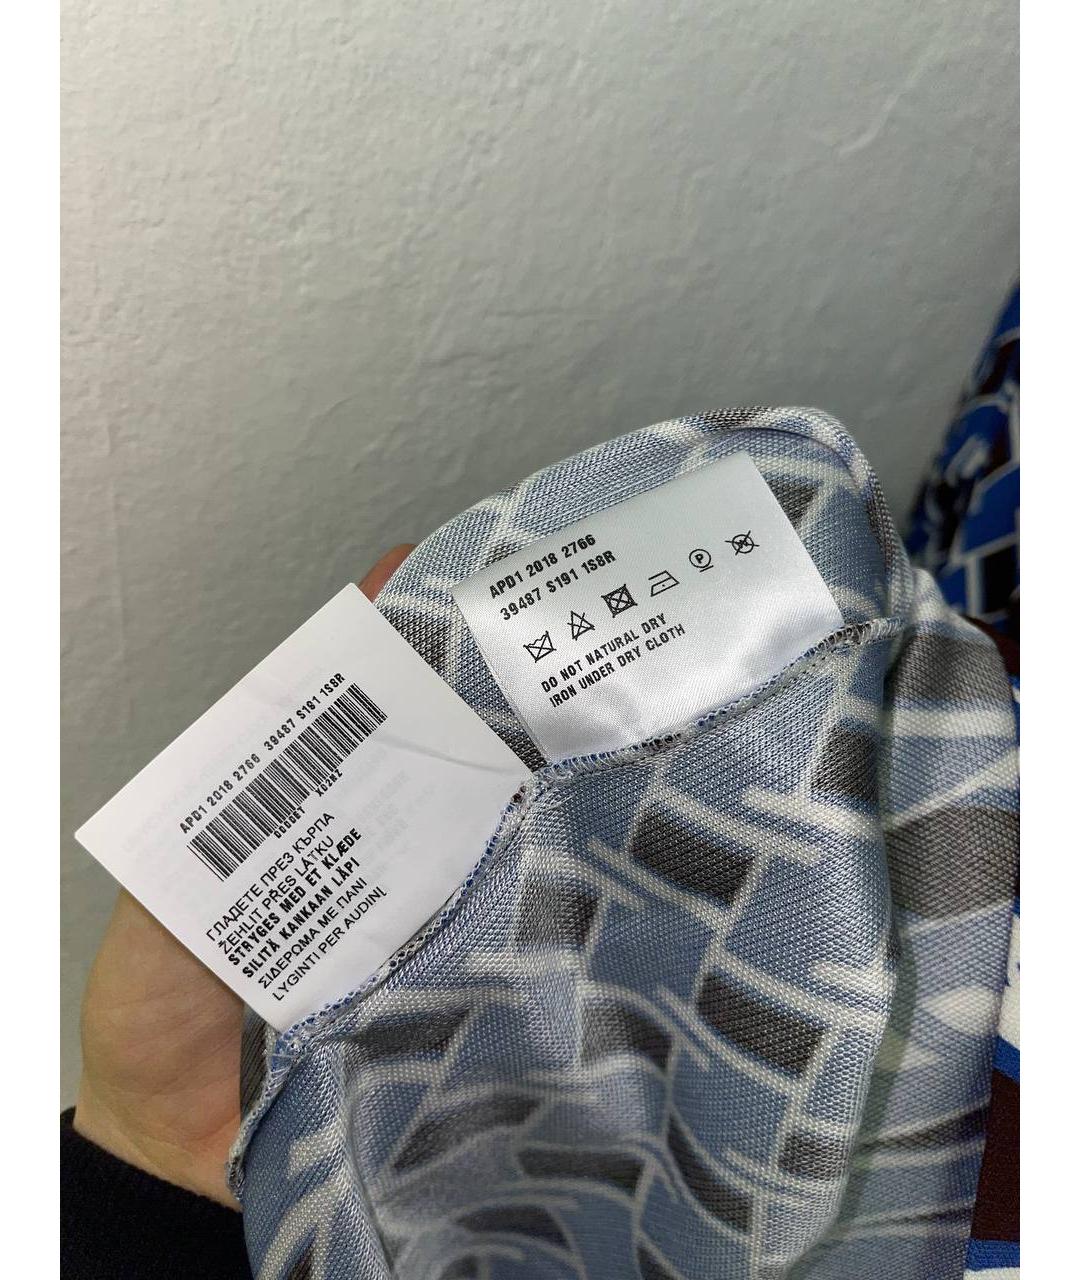 APD1 2018 2766
39487 S191 1S8R
P
DO NOT NATURAL DRY
IRON UNDER DRY CLOTH
APD1 2018 2766 39487 S191 1S8R
ГЛАДЕТЕ ПРЕЗ КЪРПА
ŽEHLIT PŘES LÁTKU
STRYGES MED ET KLÆDE
SILITÄ KANKAAN LÄPI
ΣΙΔΕΡΩΜΑ ΜΕ ΠΑΝΙ
LYGINTI PER AUDINĮ